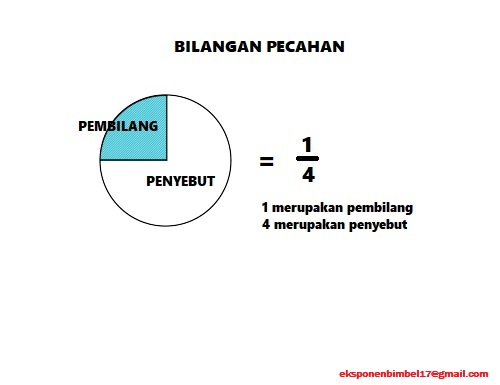 BILANGAN PECAHAN
PEMBILANG
PENYEBUT
= 1/4
1 merupakan pembilang
4 merupakan penyebut
eksponenbimbel17@gmail.com